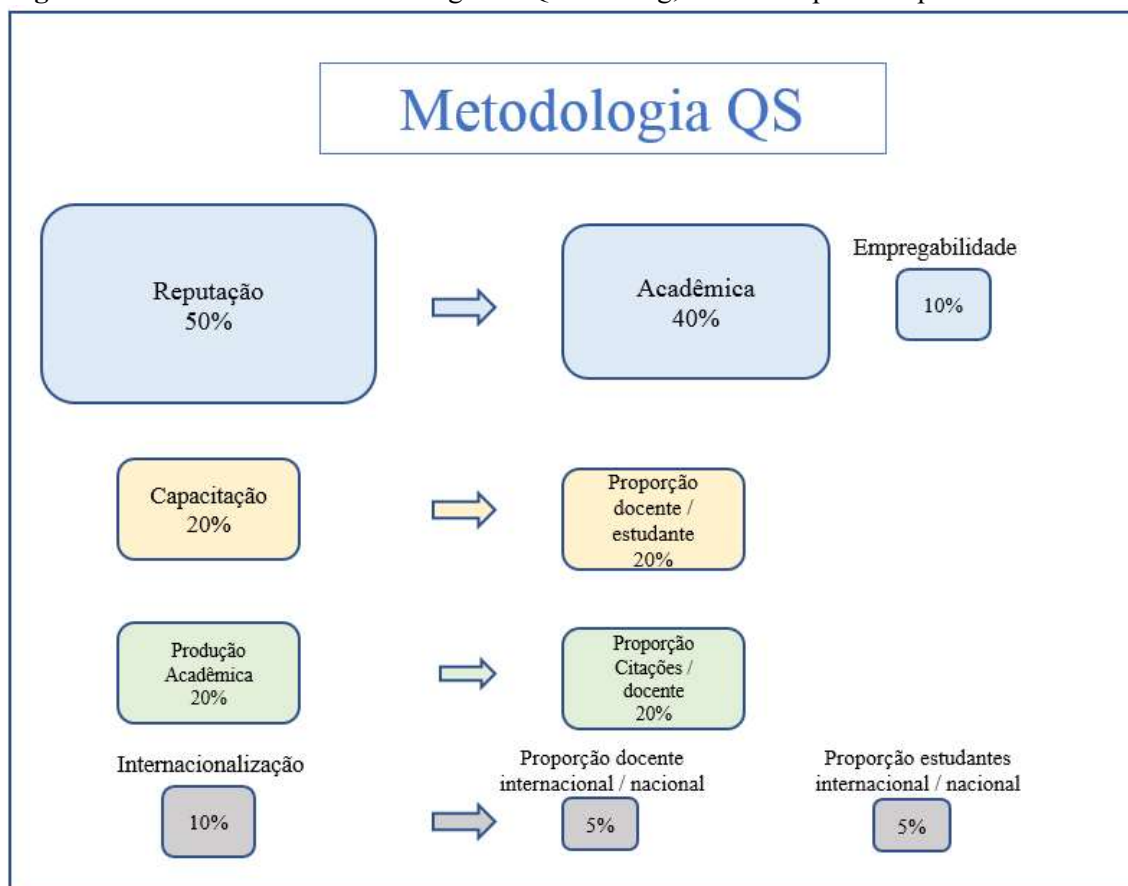 Metodologia QS
Reputação
50%
Acadêmica
40%
Empregabilidade
10%
Capacitação
20%
Proporção
docente /
estudante
20%
Produção
Acadêmica
20%
Proporção
Citações /
docente
20%
Internacionalização
10%
Proporção docente
internacional / nacional
5%
Proporção estudantes
internacional / nacional
5%